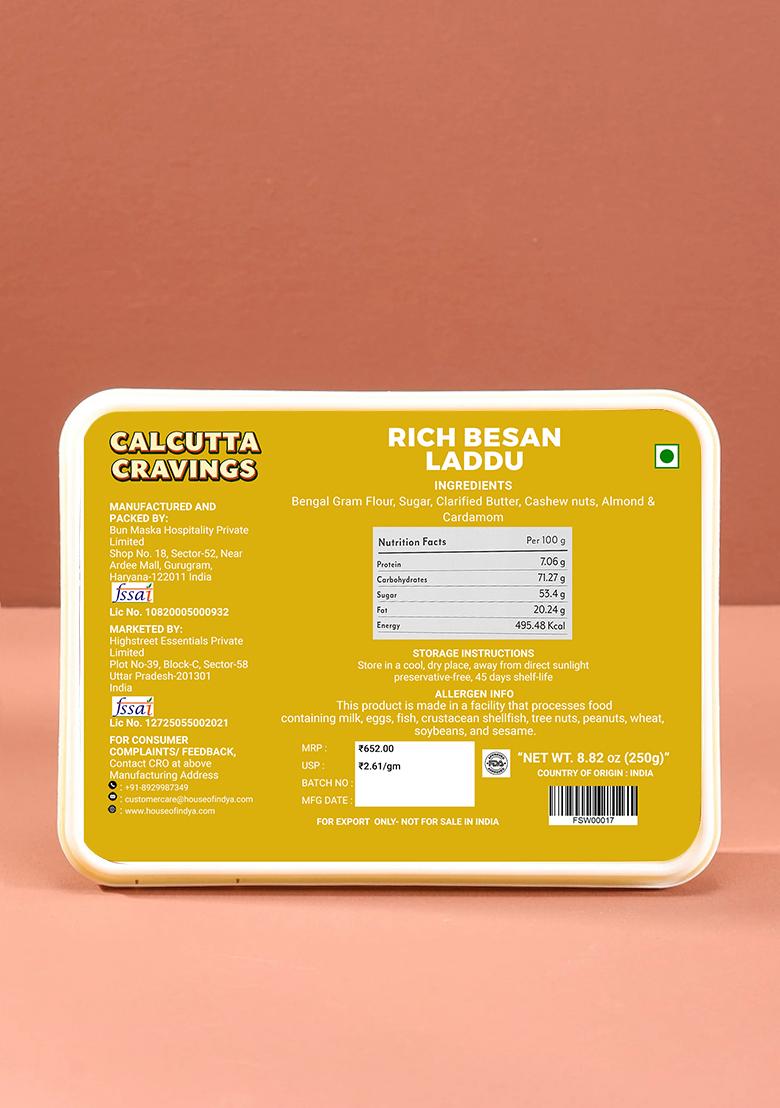 CALCUTTA
CRAVINGS
MANUFACTURED AND
PACKED BY:
Bun Maska Hospitality Private
Limited
Shop No. 18, Sector-52, Near
Ardee Mall, Gurugram,
Haryana-122011 India
fssai
Lic No. 10820005000932
MARKETED BY:
Highstreet Essentials Private
Limited
Plot No-39, Block-C, Sector-58
Uttar Pradesh-201301
India
fssai
Lic No. 12725055002021
FOR CONSUMER
COMPLAINTS/ FEEDBACK,
Contact CRO at above
Manufacturing Address
: +91-8929987349
: customercare@houseofindya.com
: www.houseofindya.com
RICH BESAN
LADDU
INGREDIENTS
Bengal Gram Flour, Sugar, Clarified Butter, Cashew nuts, Almond &
Cardamom
Nutrition Facts Per 100 g
Protein 7.06 g
Carbohydrates 71.27 g
Sugar 53.4 g
Fat 20.24 g
Energy 495.48 Kcal
STORAGE INSTRUCTIONS
Store in a cool, dry place, away from direct sunlight
preservative-free, 45 days shelf-life
ALLERGEN INFO
This product is made in a facility that processes food
containing milk, eggs, fish, crustacean shellfish, tree nuts, peanuts, wheat,
soybeans, and sesame.
MRP : ₹652.00
USP : ₹2.61/gm
BATCH NO :
MFG DATE :
FOR EXPORT ONLY- NOT FOR SALE IN INDIA
FDA
“NET WT. 8.82 oz (250g)”
COUNTRY OF ORIGIN : INDIA
FSW00017